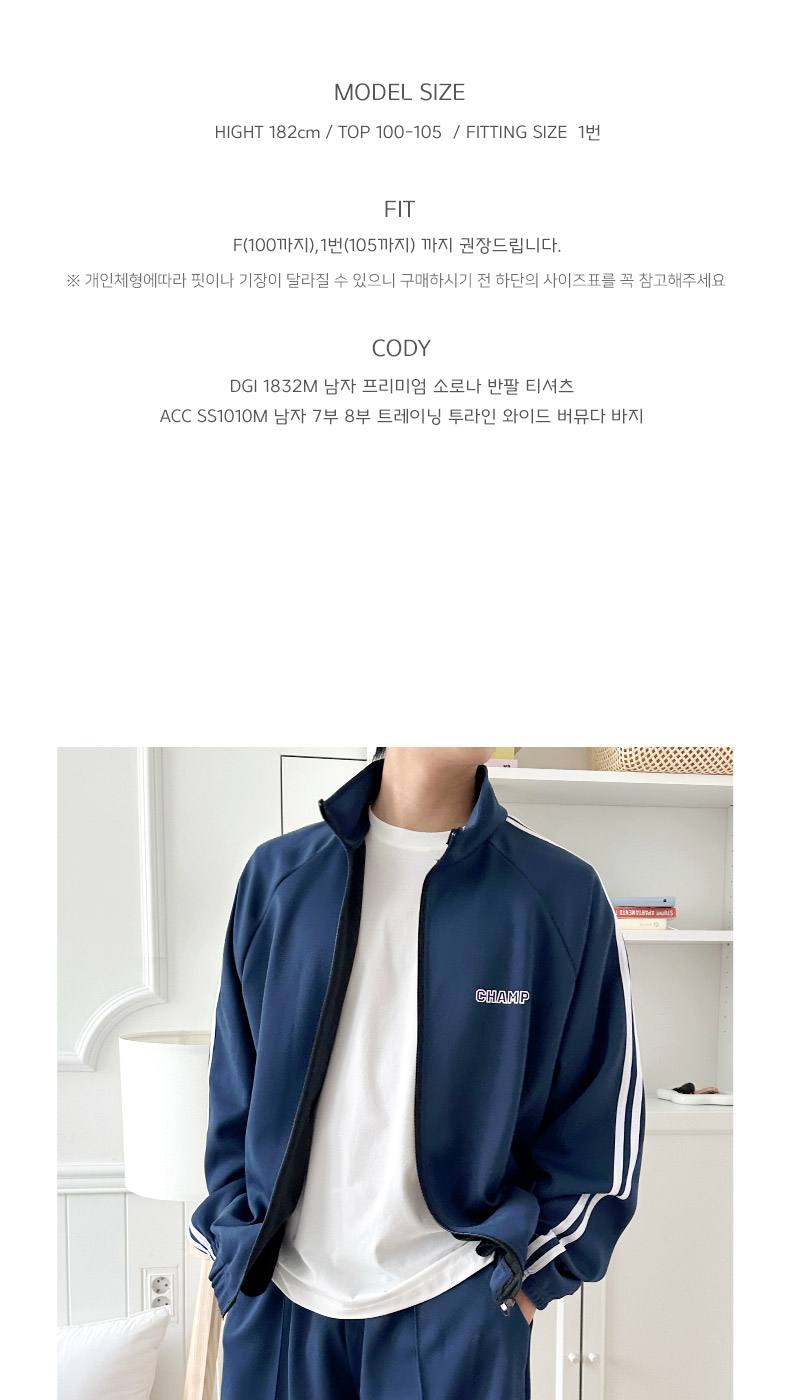 MODEL SIZE
HIGHT 182cm / TOP 100-105 / FITTING SIZE 1번
FIT
F(100까지),1번(105까지) 까지 권장드립니다.
※ 개인체형에따라 핏이나 기장이 달라질 수 있으니 구매하시기 전 하단의 사이즈표를 꼭 참고해주세요
CODY
DGI 1832M 남자 프리미엄 소로나 반팔 티셔츠
ACC SS1010M 남자 7부 8부 트레이닝 투라인 와이드 버뮤다 바지
CHAMP